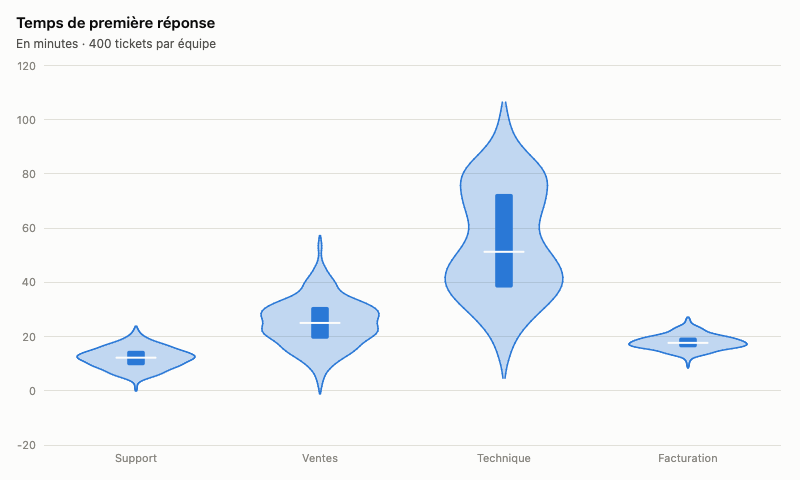 Temps de première réponse
En minutes · 400 tickets par équipe
120
100
80
60
40
20
0
-20
Support
Ventes
Technique
Facturation